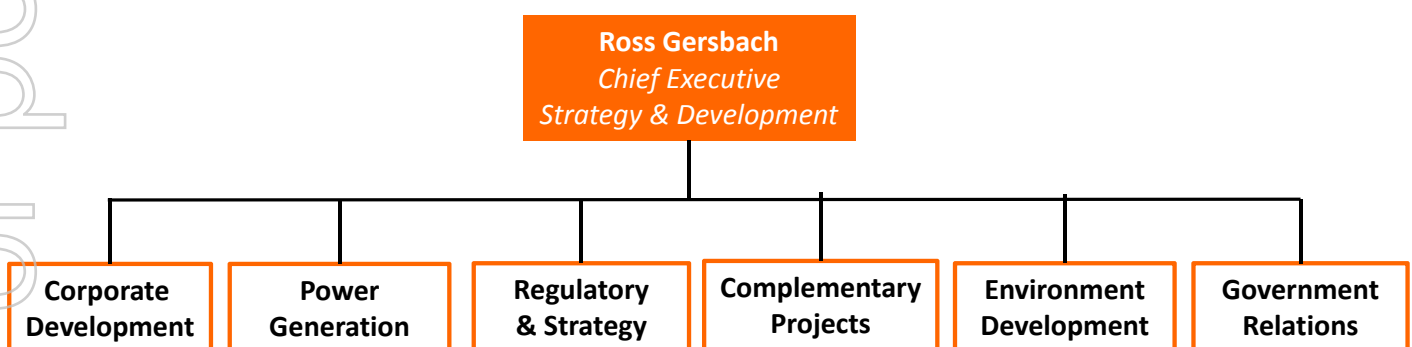 Ross Gersbach
Chief Executive
Strategy & Development
Corporate
Development
Power
Generation
Regulatory
& Strategy
Complementary
Projects
Environment
Development
Government
Relations